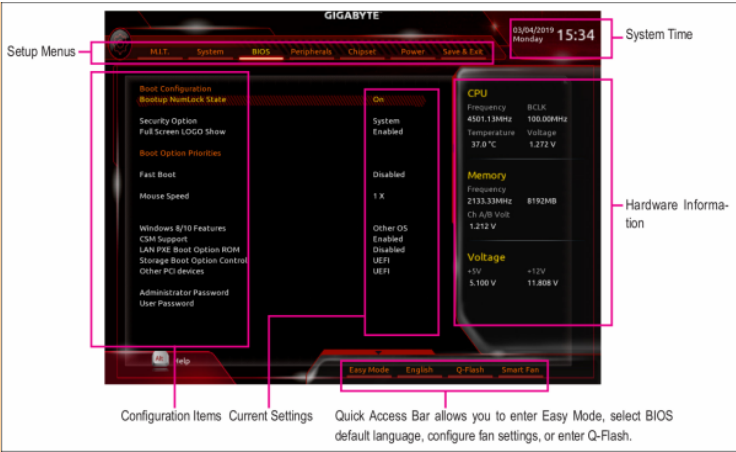 GIGABYTE
03/04/2019
Monday
15:34
System Time
Setup Menus
M.I.T. System BIOS Peripherals Chipset Power Save & Exit
Boot Configuration
Bootup NumLock State On
Security Option System
Full Screen LOGO Show Enabled
Boot Option Priorities
Fast Boot Disabled
Mouse Speed 1 X
Windows 8/10 Features Other OS
CSM Support Enabled
LAN PXE Boot Option ROM Disabled
Storage Boot Option Control UEFI
Other PCI devices UEFI
Administrator Password
User Password
CPU
Frequency BCLK
4501.13MHz 100.00MHz
Temperature Voltage
37.0 °C 1.272 V
Memory
Frequency
2133.33MHz 8192MB
Ch A/B Volt
1.212 V
Voltage
+5V +12V
5.100 V 11.808 V
Hardware Informa-
tion
Help
Easy Mode English Q-Flash Smart Fan
Configuration Items Current Settings
Quick Access Bar allows you to enter Easy Mode, select BIOS
default language, configure fan settings, or enter Q-Flash.